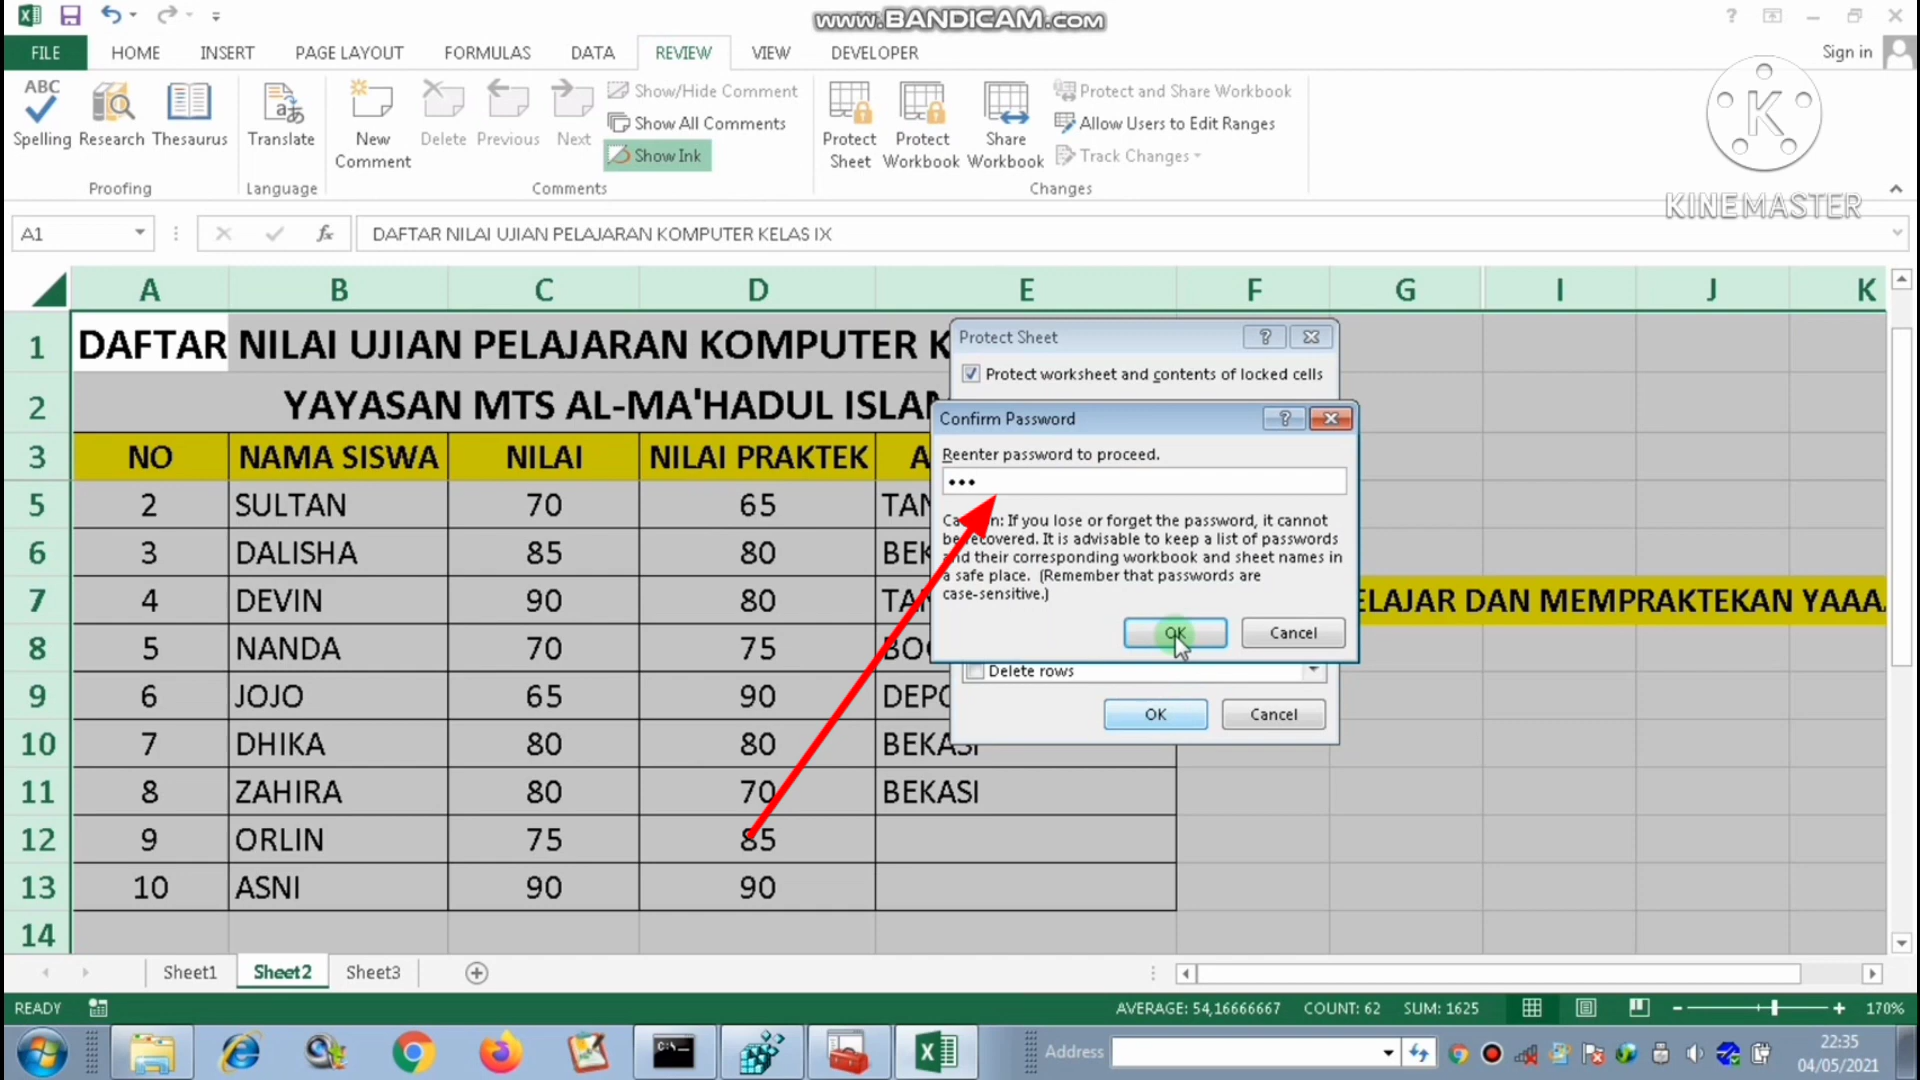 www.BANDICAM.com
FILE HOME INSERT PAGE LAYOUT FORMULAS DATA REVIEW VIEW DEVELOPER Sign in
ABC Spelling Research Thesaurus
Proofing
Translate
Language
New Comment Delete Previous Next
Show/Hide Comment
Show All Comments
Show Ink
Comments
Protect Sheet Protect Workbook Share Workbook
Protect and Share Workbook
Allow Users to Edit Ranges
Track Changes
Changes
K
KINEMASTER
A1 fx DAFTAR NILAI UJIAN PELAJARAN KOMPUTER KELAS IX
A B C D E F G I J K
1 DAFTAR NILAI UJIAN PELAJARAN KOMPUTER K
2 YAYASAN MTS AL-MA'HADUL ISLAM
3 NO NAMA SISWA NILAI NILAI PRAKTEK A
5 2 SULTAN 70 65 TAN
6 3 DALISHA 85 80 BEK
7 4 DEVIN 90 80 TAN ELAJAR DAN MEMPRAKTEKAN YAAA
8 5 NANDA 70 75 BOG
9 6 JOJO 65 90 DEPO
10 7 DHIKA 80 80 BEKASI
11 8 ZAHIRA 80 70 BEKASI
12 9 ORLIN 75 85
13 10 ASNI 90 90
14
Protect Sheet
Protect worksheet and contents of locked cells
Confirm Password
Reenter password to proceed.
•••
Caution: If you lose or forget the password, it cannot
be recovered. It is advisable to keep a list of passwords
and their corresponding workbook and sheet names in
a safe place. (Remember that passwords are
case-sensitive.)
OK Cancel
Delete rows
OK Cancel
Sheet1 Sheet2 Sheet3
READY AVERAGE: 54,16666667 COUNT: 62 SUM: 1625 170%
Address
22:35
04/05/2021